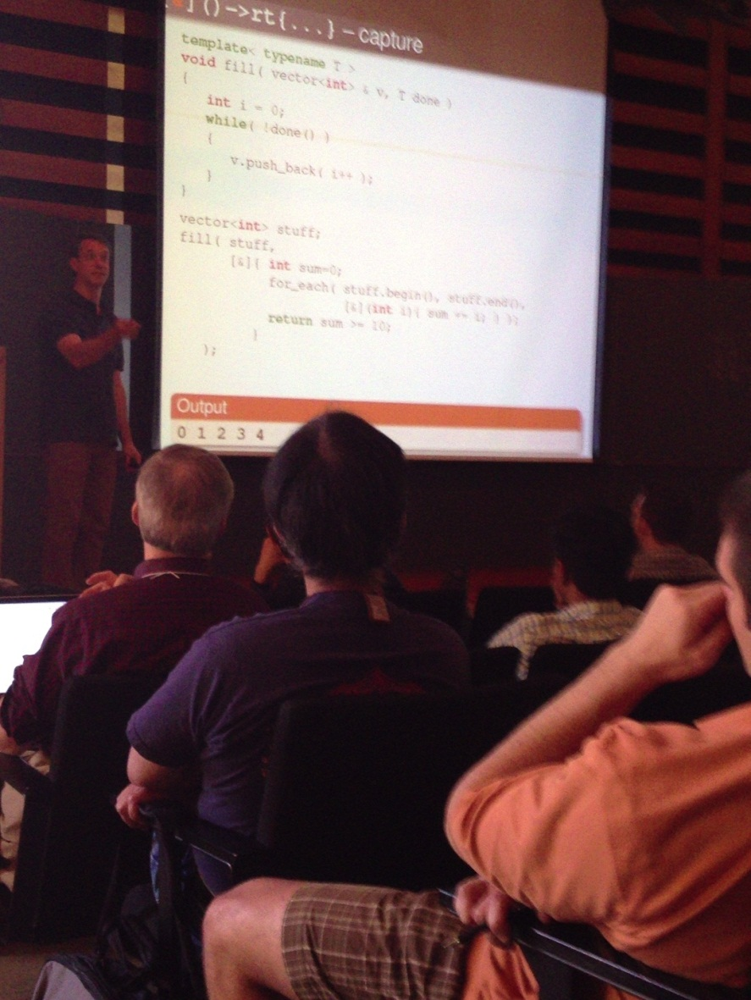 [*]()->rt{...} – capture
template< typename T >
void fill( vector<int> & v, T done )
{
int i = 0;
while( !done() )
{
v.push_back( i++ );
}
}
vector<int> stuff;
fill( stuff,
[&]{ int sum=0;
for_each( stuff.begin(), stuff.end(),
[&](int i){ sum += i; } );
return sum >= 10;
}
);
Output
0 1 2 3 4